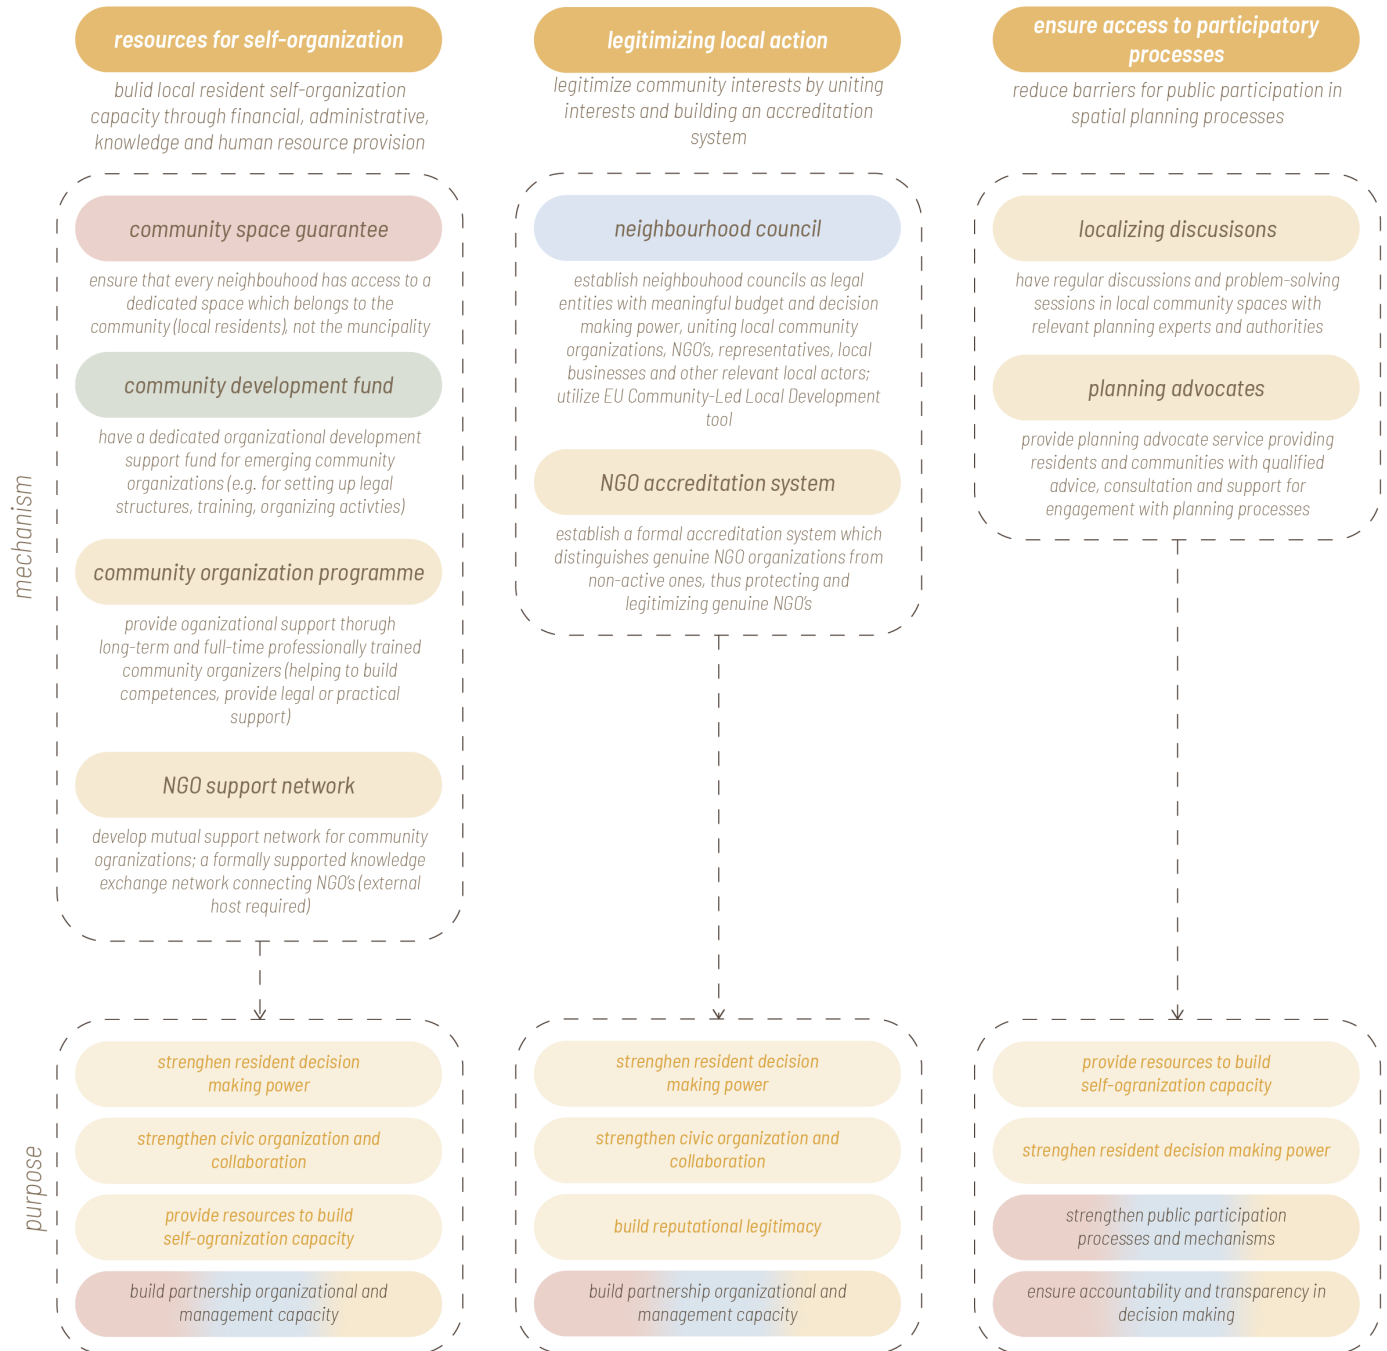 resources for self-organization
bulid local resident self-organization
capacity through financial, administrative,
knowledge and human resource provision
mechanism
community space guarantee
ensure that every neighbouhood has access to a
dedicated space which belongs to the
community (local residents), not the muncipality
community development fund
have a dedicated organizational development
support fund for emerging community
organizations (e.g. for setting up legal
structures, training, organizing activties)
community organization programme
provide oganizational support thorugh
long-term and full-time professionally trained
community organizers (helping to build
competences, provide legal or practical
support)
NGO support network
develop mutual support network for community
ogranizations; a formally supported knowledge
exchange network connecting NGO's (external
host required)
legitimizing local action
legitimize community interests by uniting
interests and building an accreditation
system
neighbourhood council
establish neighbouhood councils as legal
entities with meaningful budget and decision
making power, uniting local community
organizations, NGO's, representatives, local
businesses and other relevant local actors;
utilize EU Community-Led Local Development
tool
NGO accreditation system
establish a formal accreditation system which
distinguishes genuine NGO organizations from
non-active ones, thus protecting and
legitimizing genuine NGO's
ensure access to participatory
processes
reduce barriers for public participation in
spatial planning processes
localizing discusisons
have regular discussions and problem-solving
sessions in local community spaces with
relevant planning experts and authorities
planning advocates
provide planning advocate service providing
residents and communities with qualified
advice, consultation and support for
engagement with planning processes
purpose
strenghen resident decision
making power
strengthen civic organization and
collaboration
provide resources to build
self-ogranization capacity
build partnership organizational and
management capacity
strenghen resident decision
making power
strengthen civic organization and
collaboration
build reputational legitimacy
build partnership organizational and
management capacity
provide resources to build
self-ogranization capacity
strenghen resident decision making power
strengthen public participation
processes and mechanisms
ensure accountability and transparency in
decision making